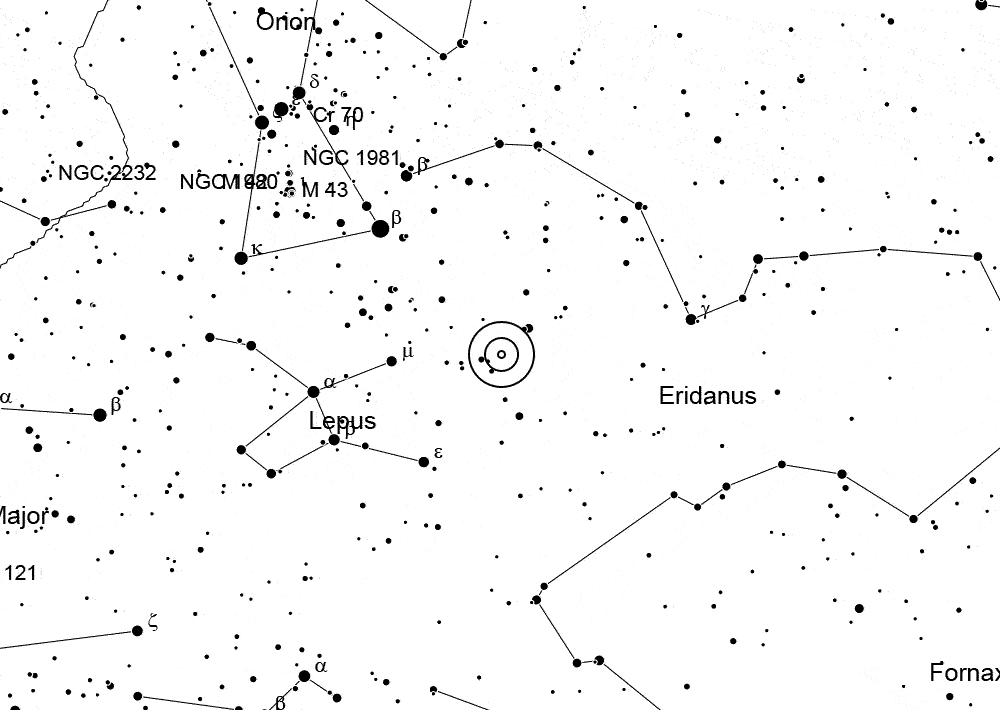 Orion
δ
ε
ζ
Cr 70
η
NGC 1981
β
NGC 2232
M 43
β
κ
γ
μ
α
α
β
Eridanus
Lepus
β
ε
Major
121
ζ
α
β
Fornax